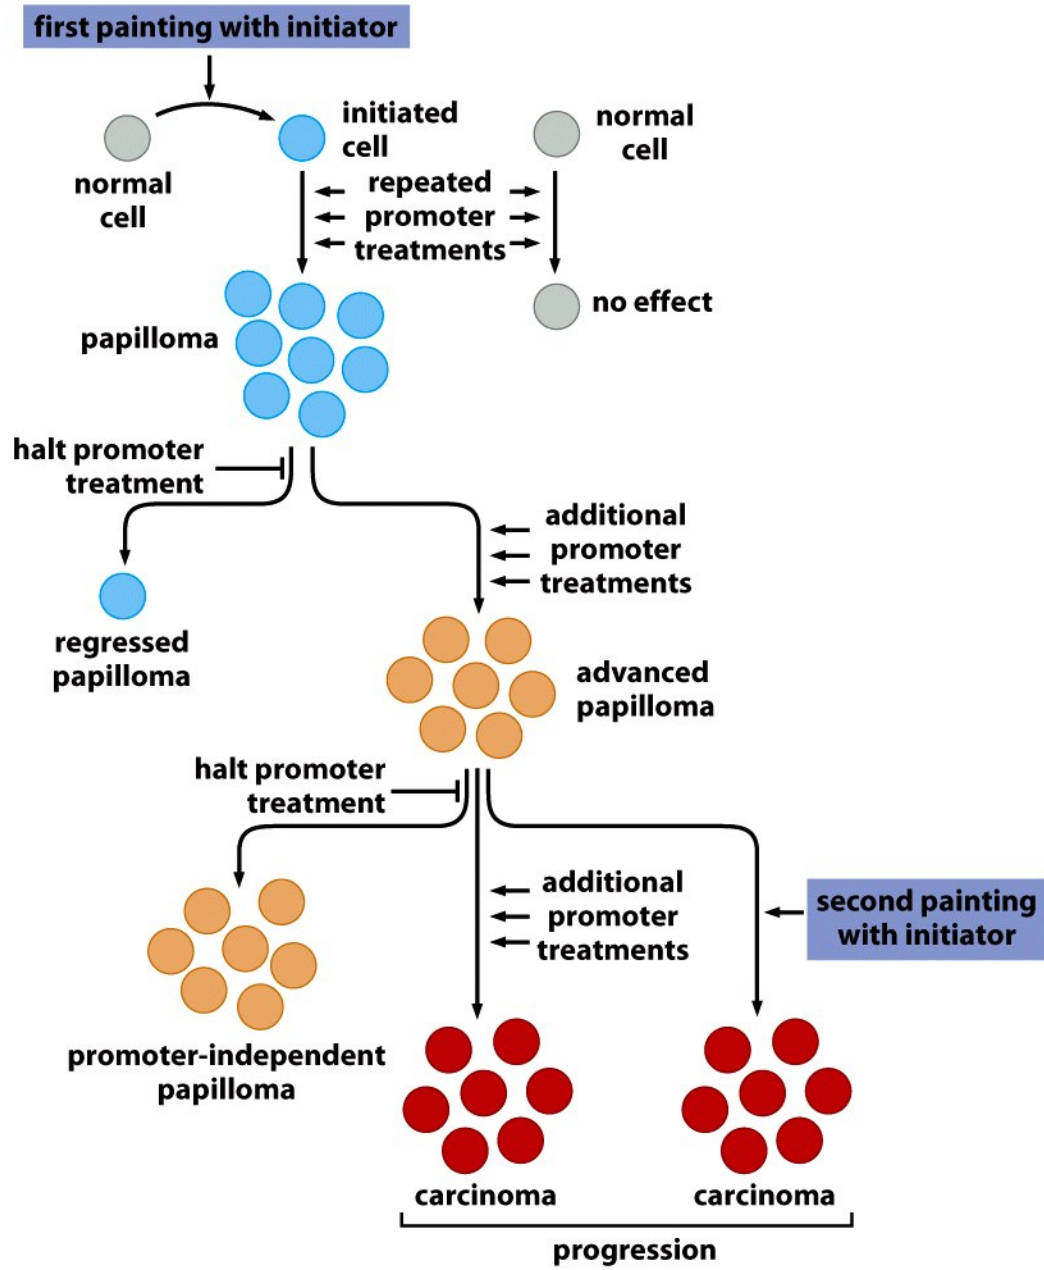 first painting with initiator
initiated
cell
normal
cell
normal
cell
repeated
promoter
treatments
no effect
papilloma
halt promoter
treatment
additional
promoter
treatments
regressed
papilloma
advanced
papilloma
halt promoter
treatment
additional
promoter
treatments
second painting
with initiator
promoter-independent
papilloma
carcinoma
carcinoma
progression